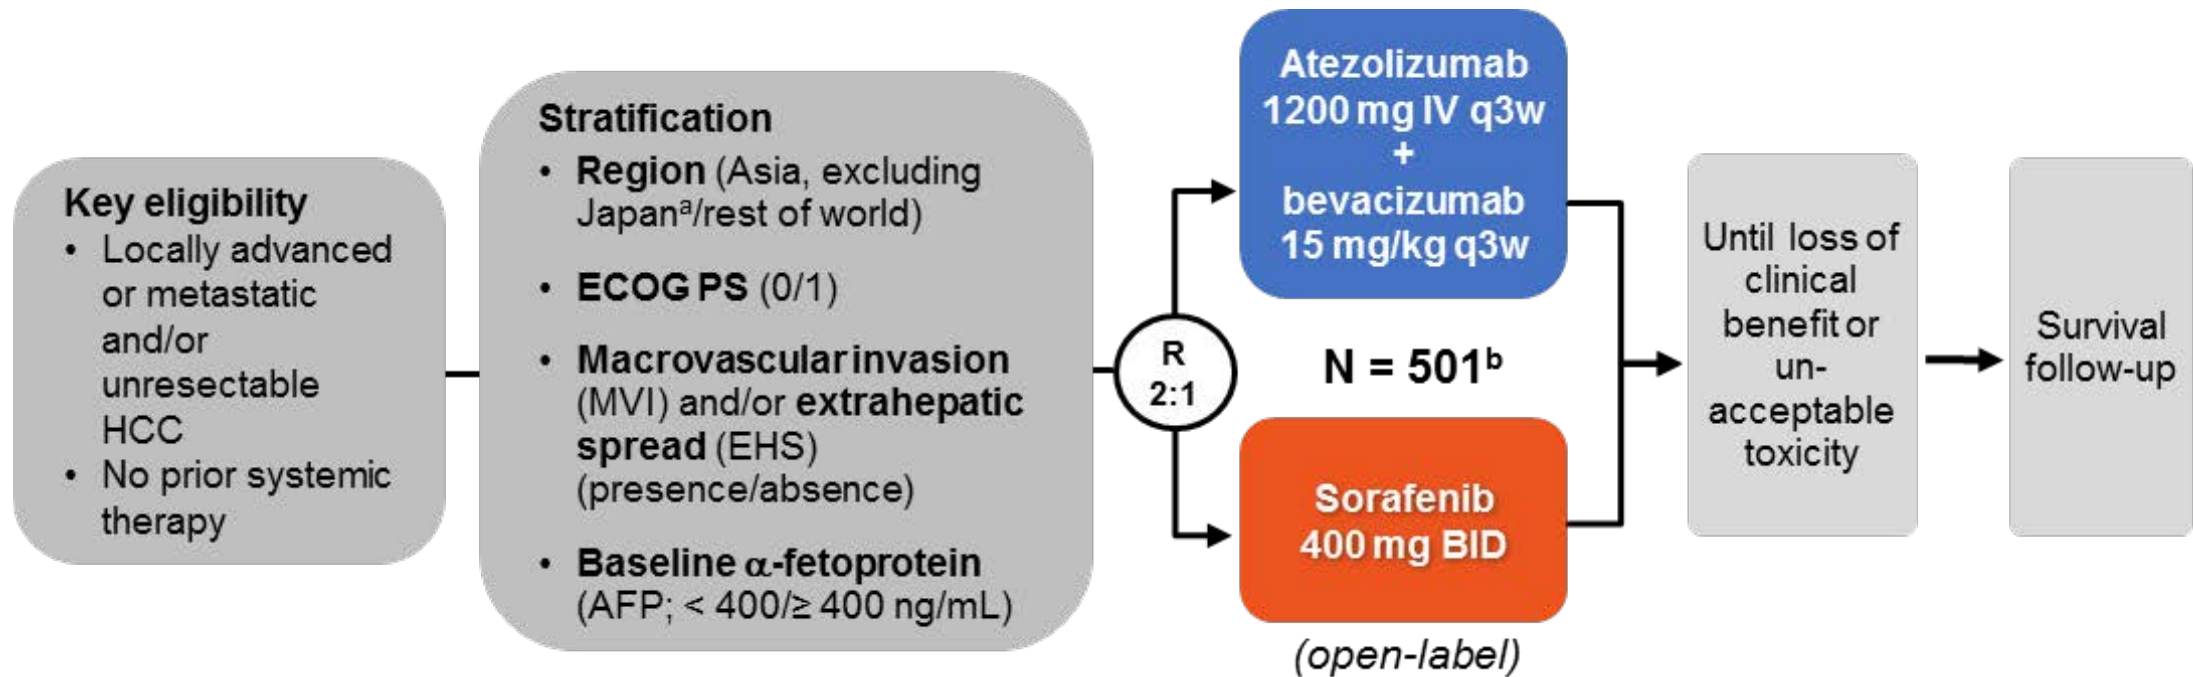 Key eligibility
• Locally advanced
or metastatic
and/or
unresectable
HCC
• No prior systemic
therapy
Stratification
• Region (Asia, excluding
Japanᵃ/rest of world)
• ECOG PS (0/1)
• Macrovascular invasion
(MVI) and/or extrahepatic
spread (EHS)
(presence/absence)
• Baseline α-fetoprotein
(AFP; < 400/≥ 400 ng/mL)
R
2:1
Atezolizumab
1200 mg IV q3w
+
bevacizumab
15 mg/kg q3w
N = 501ᵇ
Sorafenib
400 mg BID
(open-label)
Until loss of
clinical
benefit or
un-
acceptable
toxicity
Survival
follow-up